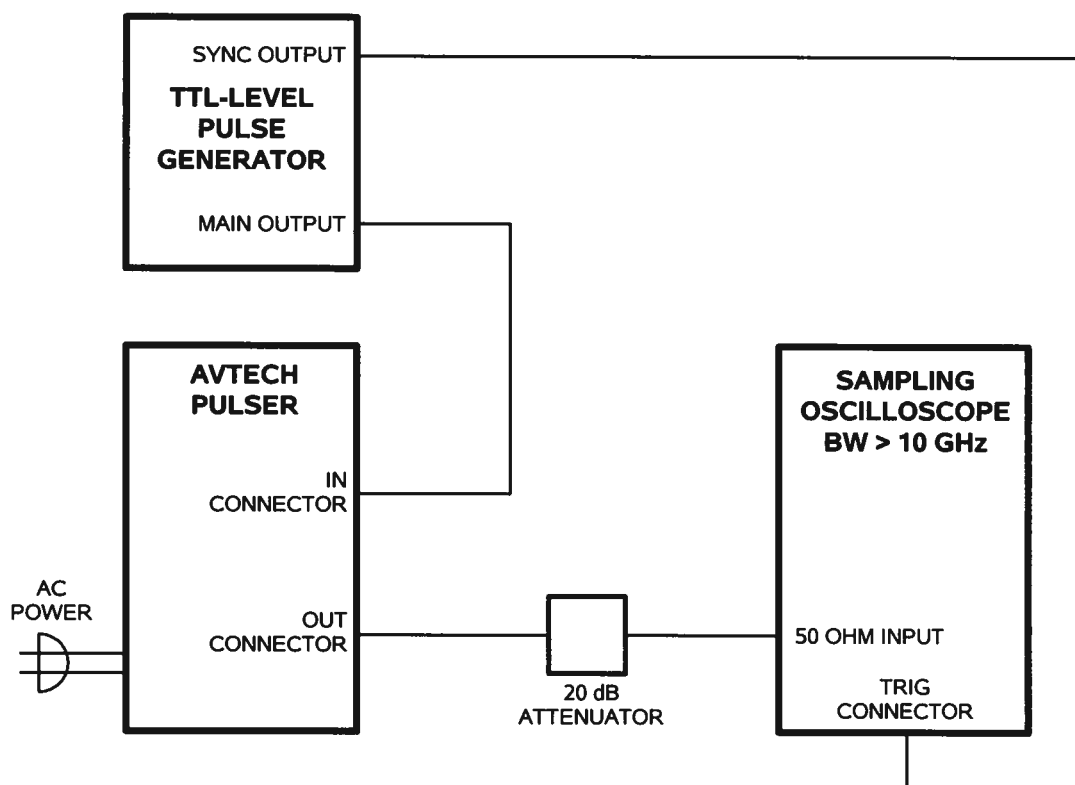 SYNC OUTPUT
TTL-LEVEL
PULSE
GENERATOR
MAIN OUTPUT
AVTECH
PULSER
IN
CONNECTOR
OUT
CONNECTOR
AC
POWER
20 dB
ATTENUATOR
SAMPLING
OSCILLOSCOPE
BW > 10 GHz
50 OHM INPUT
TRIG
CONNECTOR